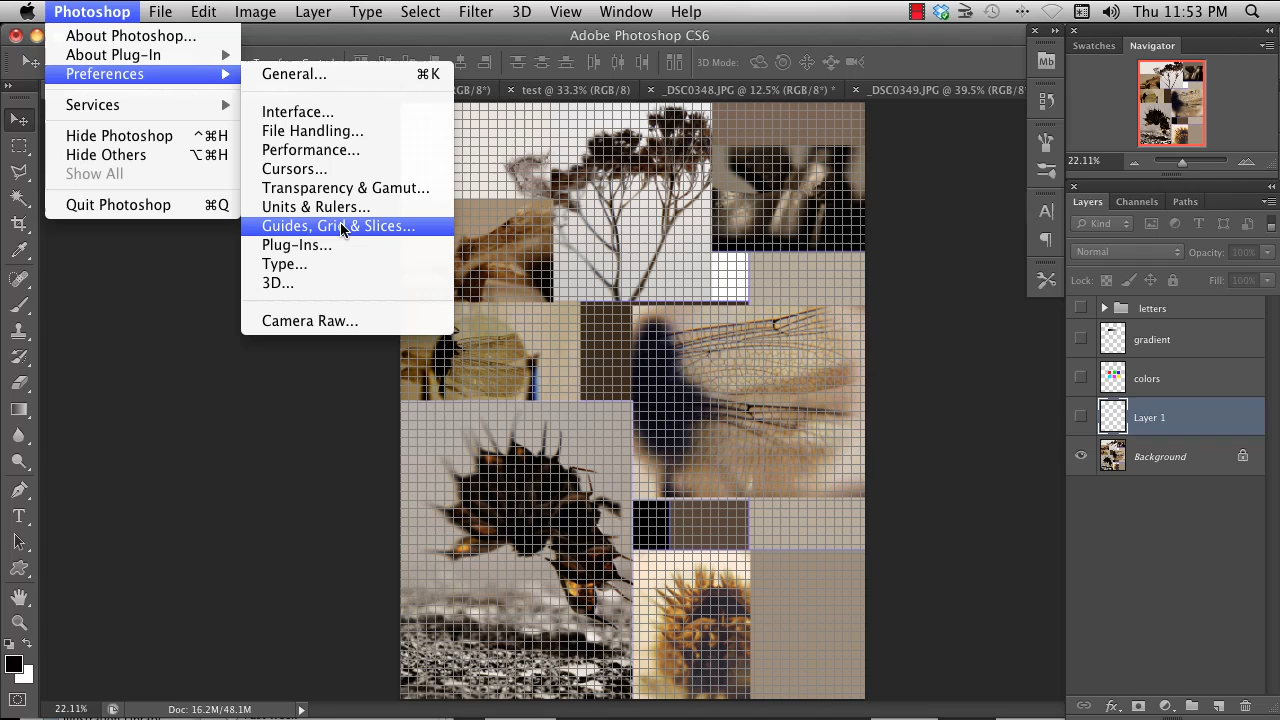 Photoshop File Edit Image Layer Type Select Filter 3D View Window Help Thu 11:53 PM
Adobe Photoshop CS6
About Photoshop...
About Plug-In
Preferences
Services
Hide Photoshop ^⌘H
Hide Others ⌥⌘H
Show All
Quit Photoshop ⌘Q
General... ⌘K
Interface...
File Handling...
Performance...
Cursors...
Transparency & Gamut...
Units & Rulers...
Guides, Grid & Slices...
Plug-Ins...
Type...
3D...
Camera Raw...
3D Mode:
RGB/8*) × test @ 33.3% (RGB/8) × _DSC0348.JPG @ 12.5% (RGB/8*) * × _DSC0349.JPG @ 39.5% (RGB/8
Mb
Swatches Navigator
22.11%
Layers Channels Paths
Kind
Normal Opacity: 100%
Lock: Fill: 100%
letters
gradient
colors
Layer 1
Background
22.11% Doc: 16.2M/48.1M